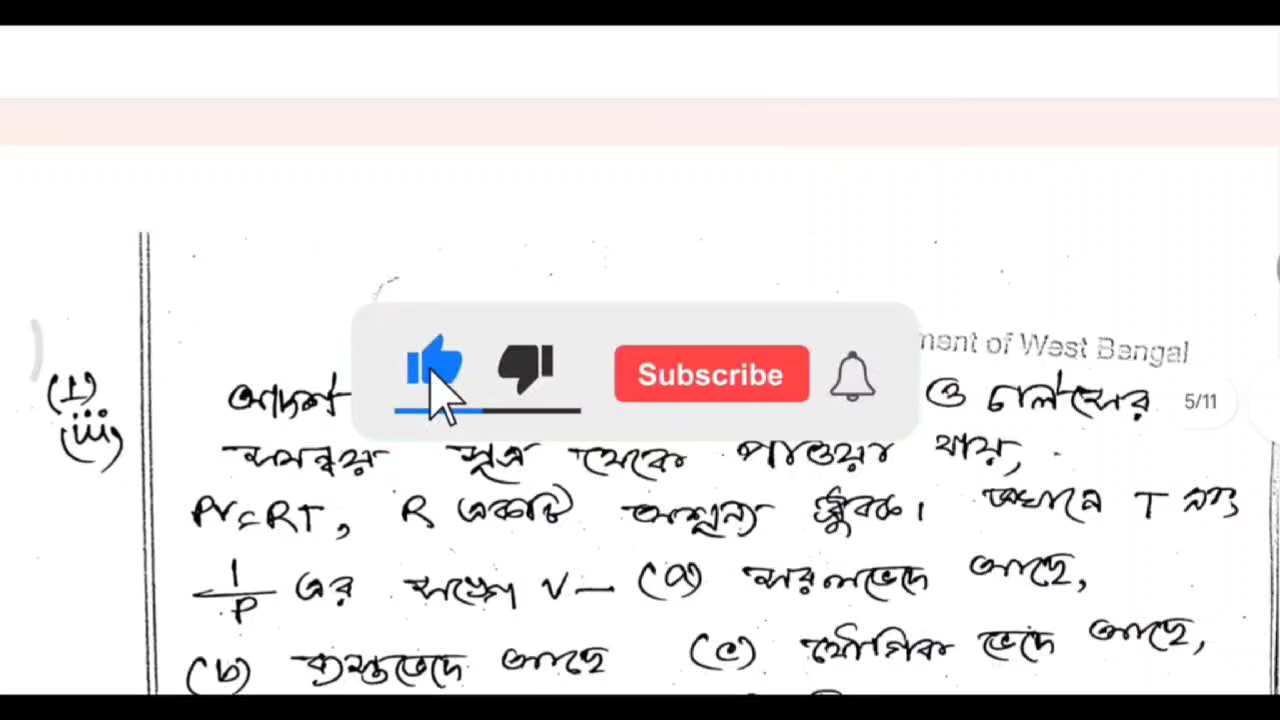 ment of West Bengal
(1) আদর্শ ও চার্লসের
Subscribe
5/11
(iii) সমন্বয় সূত্র থেকে পাওয়া যায়,
PV=RT, R একটি অশূন্য ধ্রুবক। এখানে T এবং
1/P এর সঙ্গে V— (a) সরলভেদে আছে,
(b) ব্যস্তভেদে আছে (c) যৌগিক ভেদে আছে,